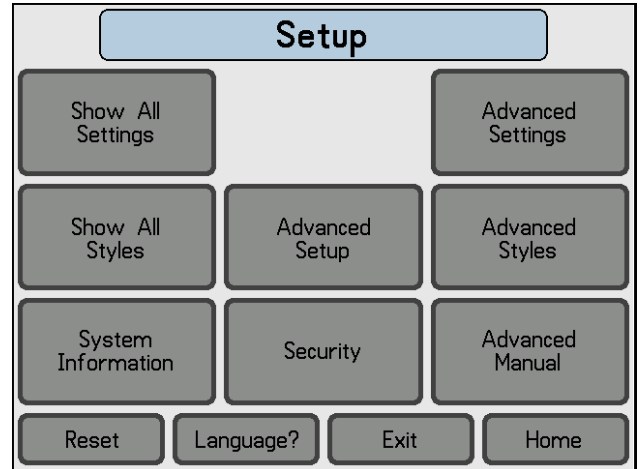 Setup
Show All
Settings
Advanced
Settings
Show All
Styles
Advanced
Setup
Advanced
Styles
System
Information
Security
Advanced
Manual
Reset
Language?
Exit
Home